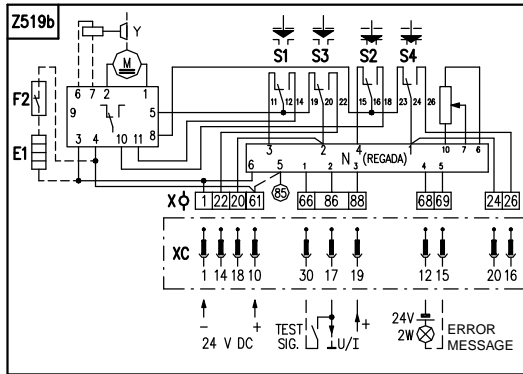 Z519b
Y
S1 S3 S2 S4
6 7 2 1
M
F2
5
8
3 4 10 11
E1
11 12 14 19 20 22 15 16 18 23 24 26
3 2 4 1 10 7 6
N (REGADA)
6 5 1 2 3 4 5
85
X 1 22 20 61 66 86 88 68 69 24 26
XC
1 14 18 10 30 17 19 12 15 20 16
− + TEST + 24V
24 V DC SIG. U/I 2W ERROR
MESSAGE